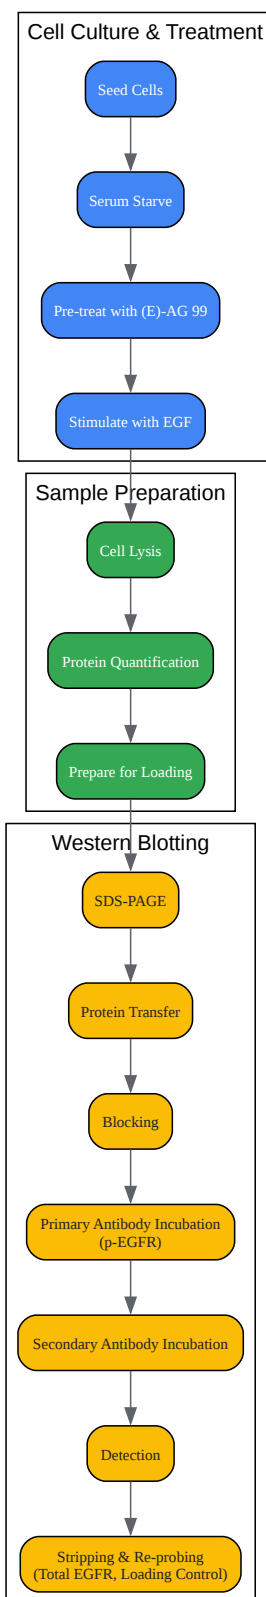 Cell Culture & Treatment
Seed Cells
Serum Starve
Pre-treat with (E)-AG 99
Stimulate with EGF
Sample Preparation
Cell Lysis
Protein Quantification
Prepare for Loading
Western Blotting
SDS-PAGE
Protein Transfer
Blocking
Primary Antibody Incubation
(p-EGFR)
Secondary Antibody Incubation
Detection
Stripping & Re-probing
(Total EGFR, Loading Control)